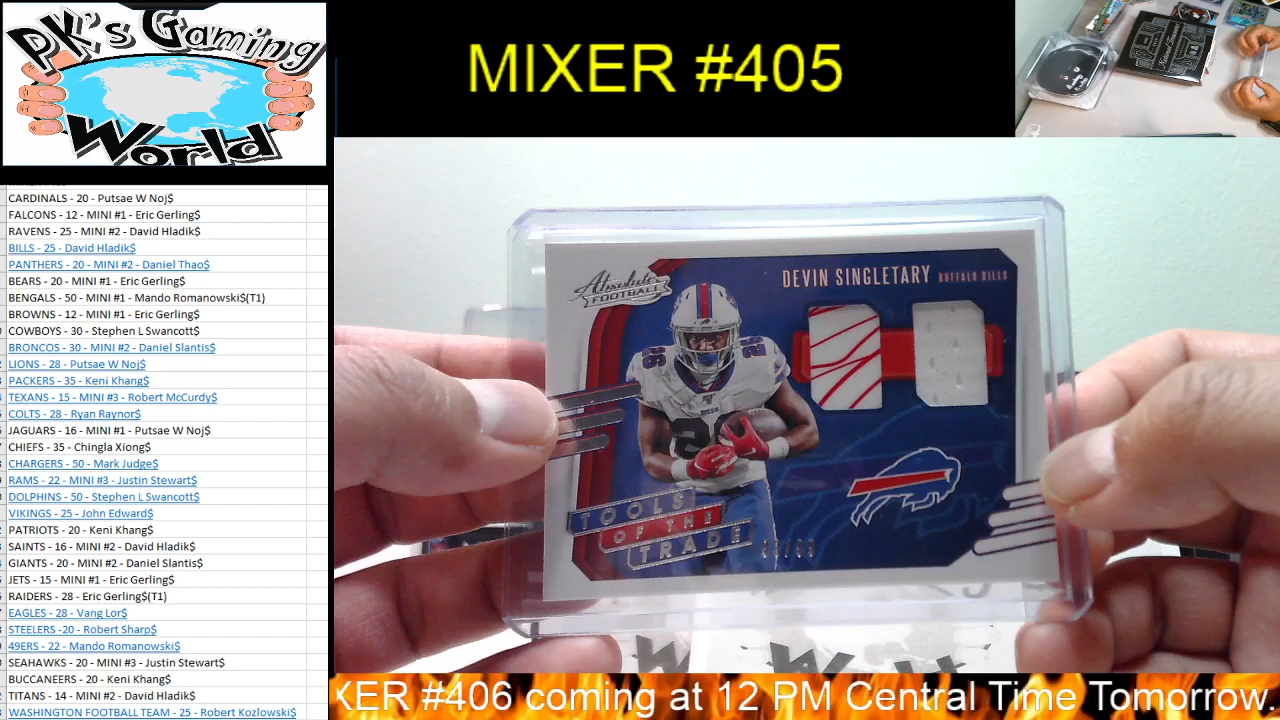 PK's Gaming
World
MIXER #405
CARDINALS - 20 - Putsae W Noj$
FALCONS - 12 - MINI #1 - Eric Gerling$
RAVENS - 25 - MINI #2 - David Hladik$
BILLS - 25 - David Hladik$
PANTHERS - 20 - MINI #2 - Daniel Thao$
BEARS - 20 - MINI #1 - Eric Gerling$
BENGALS - 50 - MINI #1 - Mando Romanowski$(T1)
BROWNS - 12 - MINI #1 - Eric Gerling$
COWBOYS - 30 - Stephen L Swancott$
BRONCOS - 30 - MINI #2 - Daniel Slantis$
LIONS - 28 - Putsae W Noj$
PACKERS - 35 - Keni Khang$
TEXANS - 15 - MINI #3 - Robert McCurdy$
COLTS - 28 - Ryan Raynor$
JAGUARS - 16 - MINI #1 - Putsae W Noj$
CHIEFS - 35 - Chingla Xiong$
CHARGERS - 50 - Mark Judge$
RAMS - 22 - MINI #3 - Justin Stewart$
DOLPHINS - 50 - Stephen L Swancott$
VIKINGS - 25 - John Edward$
PATRIOTS - 20 - Keni Khang$
SAINTS - 16 - MINI #2 - David Hladik$
GIANTS - 20 - MINI #2 - Daniel Slantis$
JETS - 15 - MINI #1 - Eric Gerling$
RAIDERS - 28 - Eric Gerling$(T1)
EAGLES - 28 - Vang Lor$
STEELERS -20 - Robert Sharp$
49ERS - 22 - Mando Romanowski$
SEAHAWKS - 20 - MINI #3 - Justin Stewart$
BUCCANEERS - 20 - Keni Khang$
TITANS - 14 - MINI #2 - David Hladik$
WASHINGTON FOOTBALL TEAM - 25 - Robert Kozlowski$
Absolute
FOOTBALL
DEVIN SINGLETARY BUFFALO BILLS
26
26
BILLS
TOOLS
OF THE
TRADE
XER #406 coming at 12 PM Central Time Tomorrow.